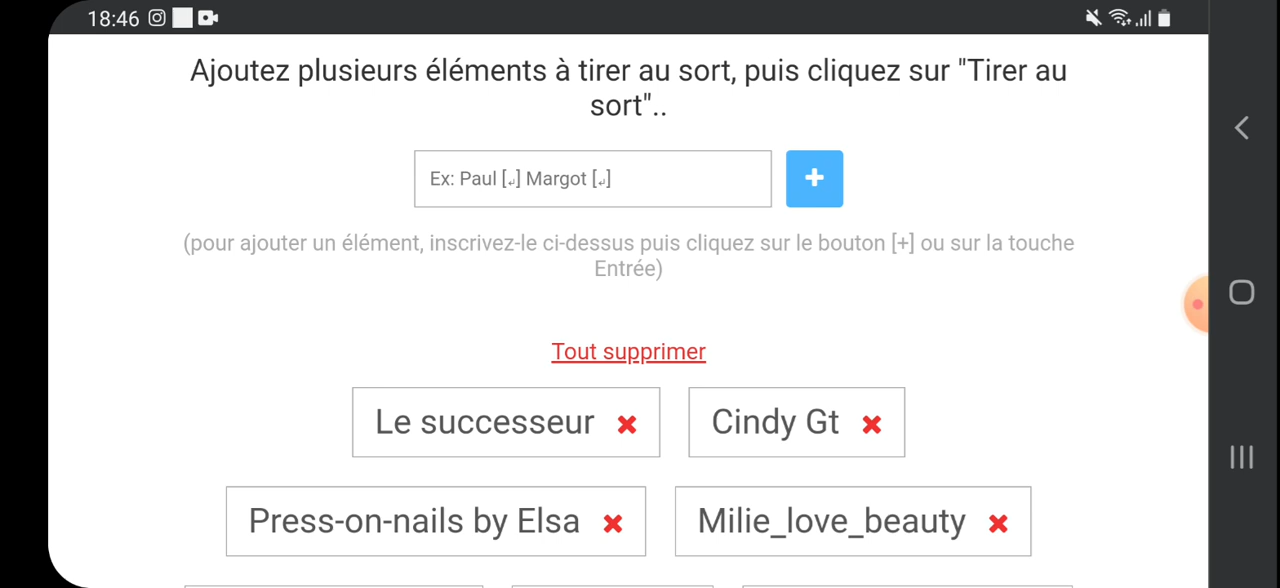 18:46
Ajoutez plusieurs éléments à tirer au sort, puis cliquez sur "Tirer au
sort"..
Ex: Paul [↵] Margot [↵]
+
(pour ajouter un élément, inscrivez-le ci-dessus puis cliquez sur le bouton [+] ou sur la touche
Entrée)
Tout supprimer
Le successeur
Cindy Gt
Press-on-nails by Elsa
Milie_love_beauty